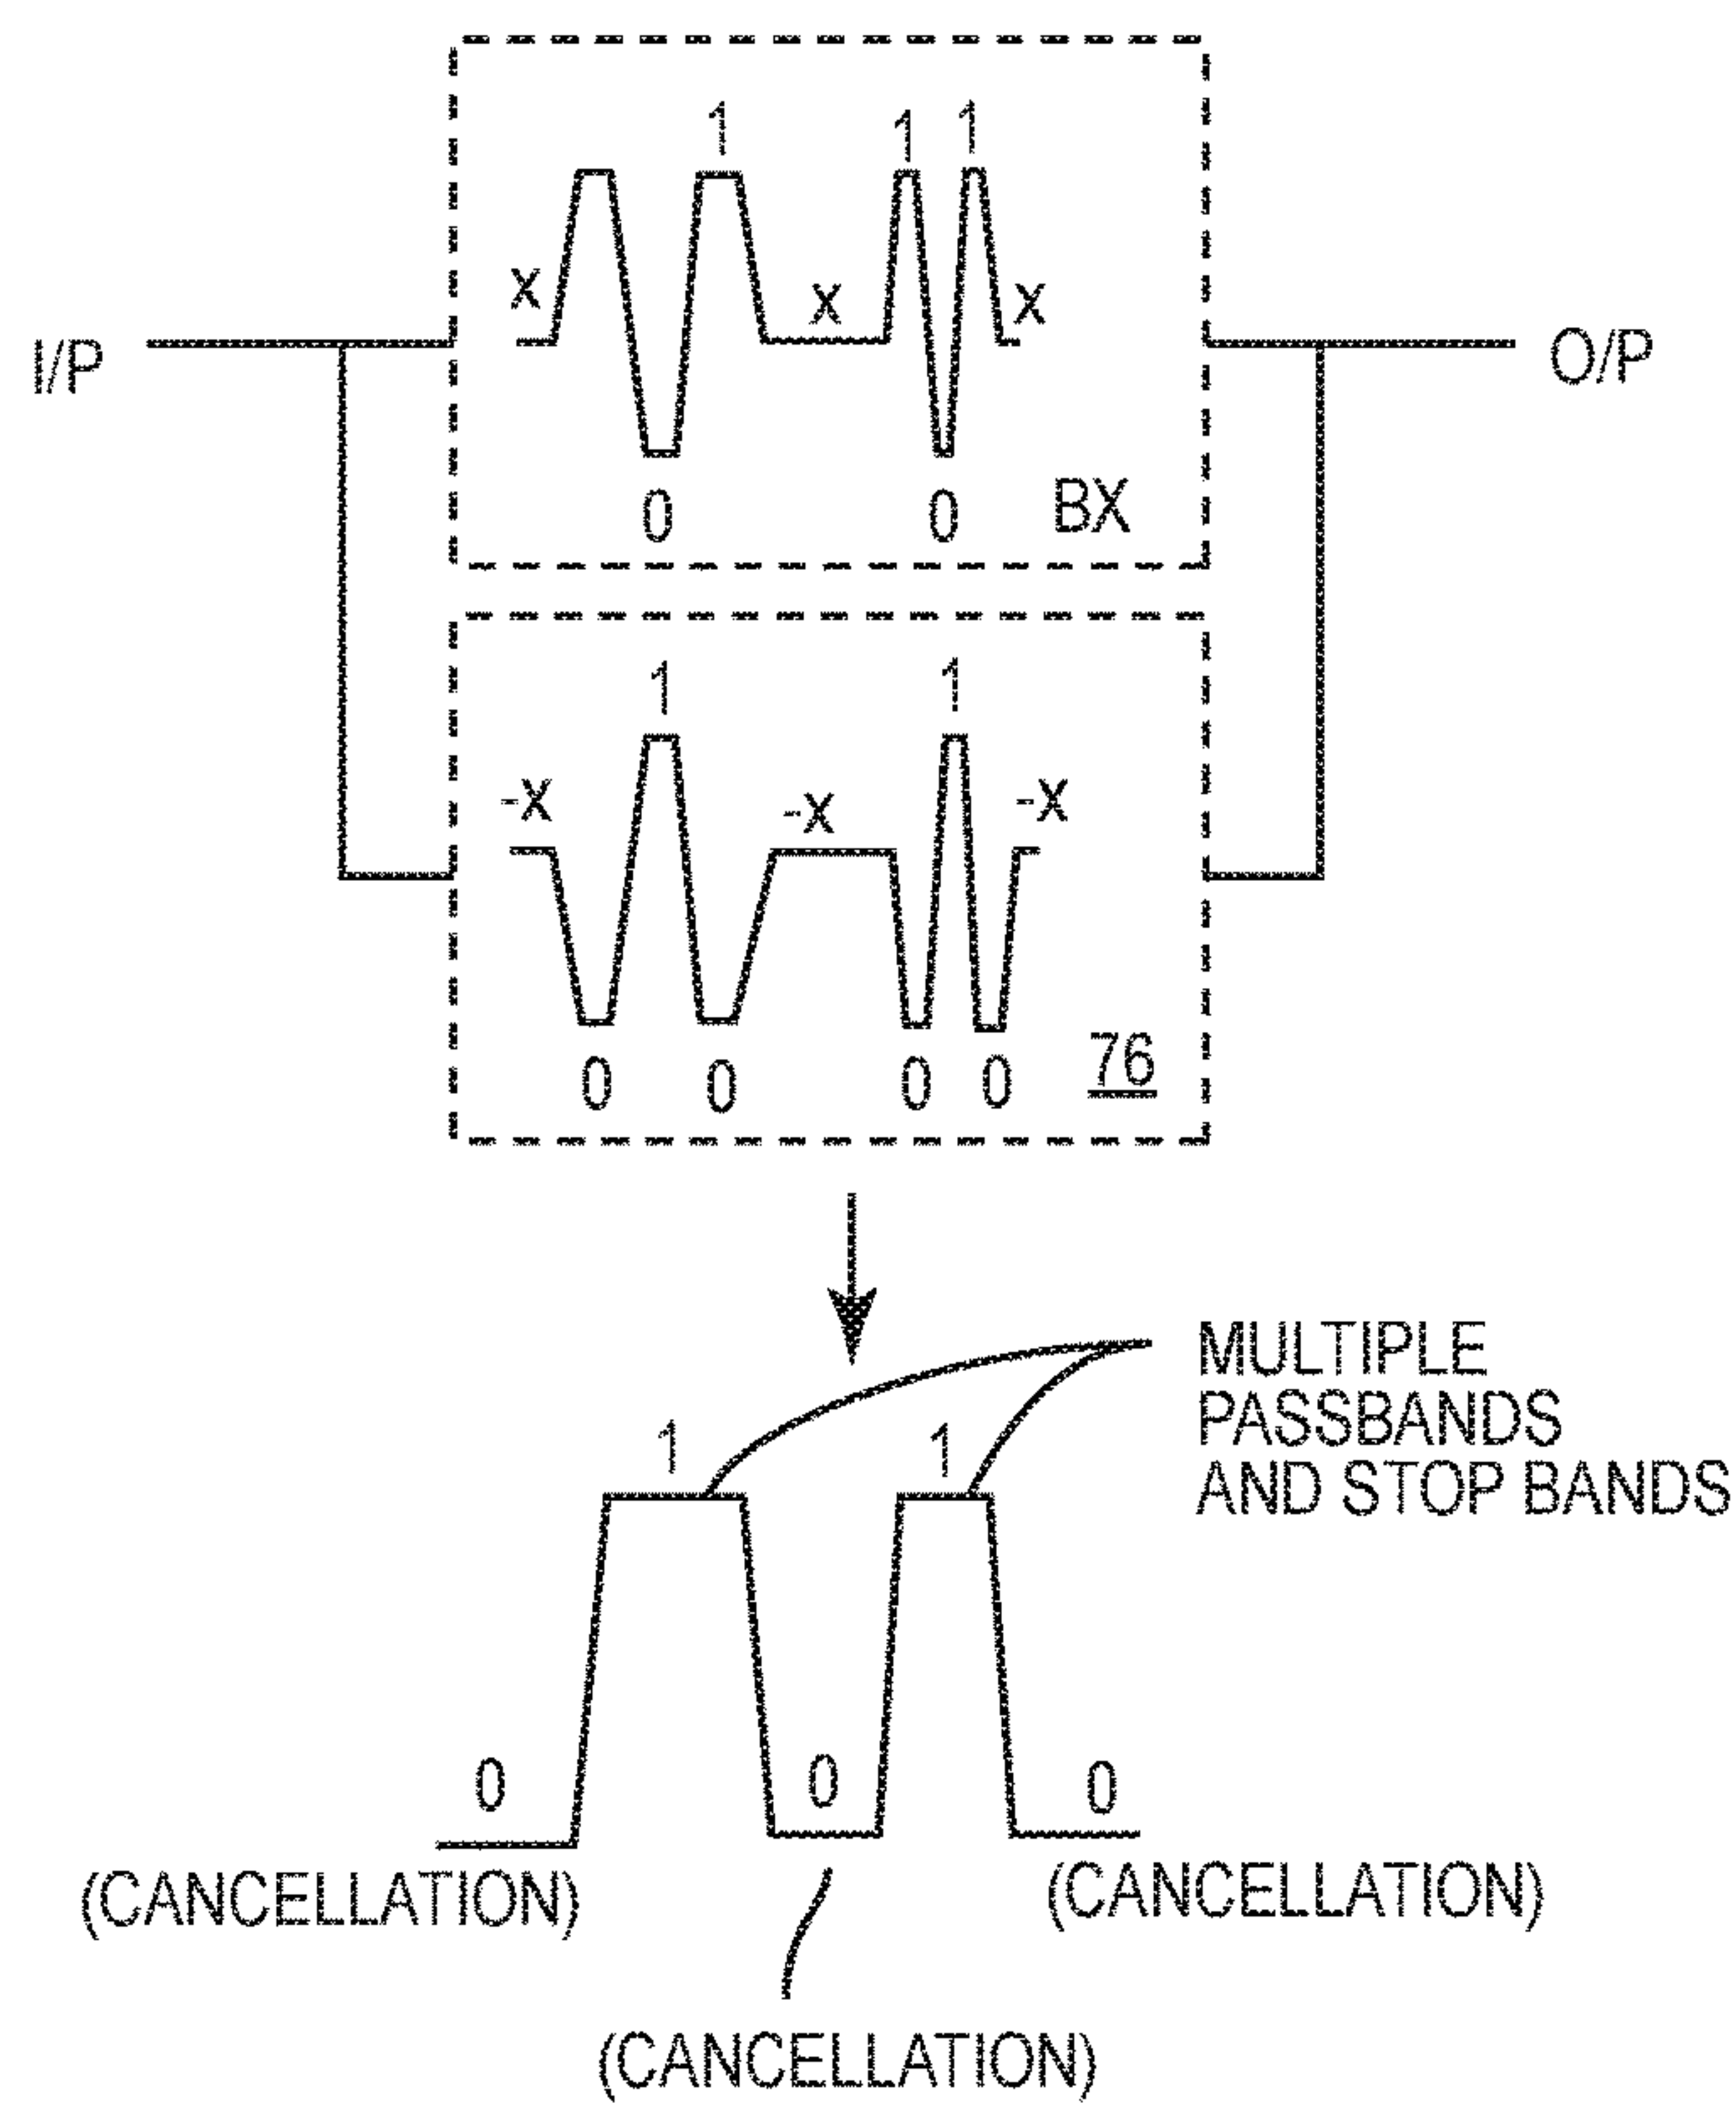 1 1 1
X X X
I/P O/P
0 0 BX
1 1
-X -X -X
0 0 0 0 76
MULTIPLE
PASSBANDS
AND STOP BANDS
1 1
0 0 0
(CANCELLATION) (CANCELLATION)
(CANCELLATION)